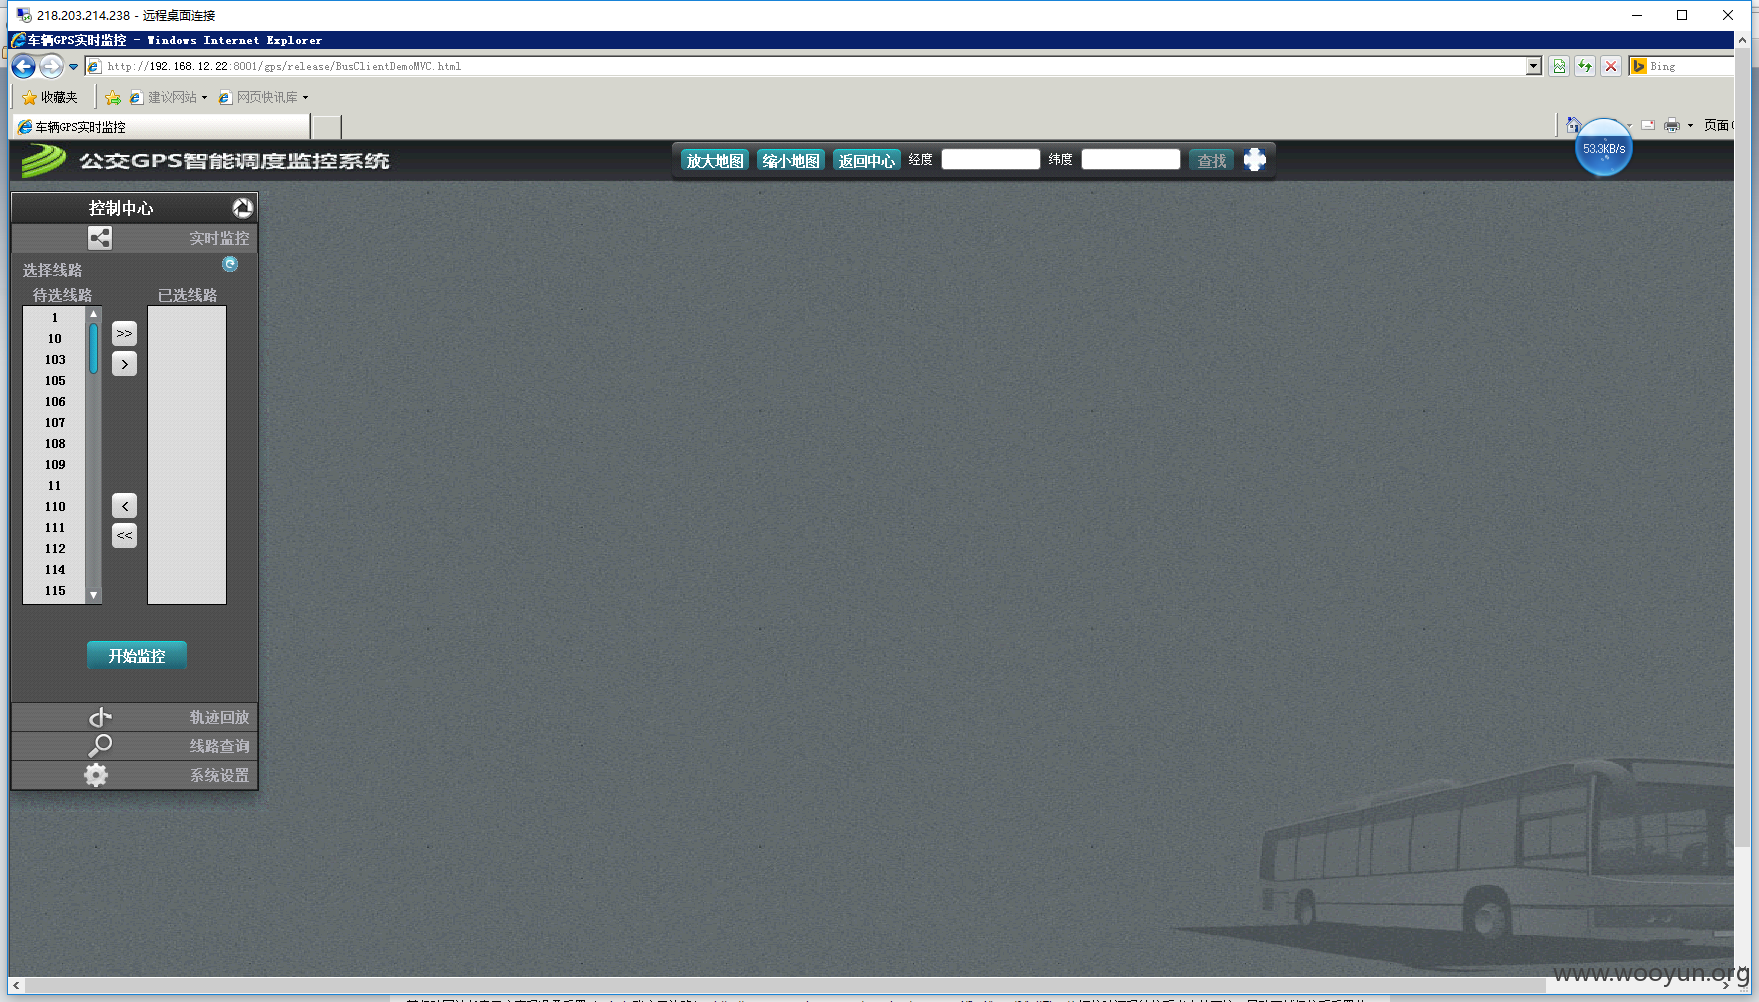 218.203.214.238 - 远程桌面连接
车辆GPS实时监控 - Windows Internet Explorer
http://192.168.12.22:8001/gps/release/BusClientDemoMVC.html
Bing
收藏夹
建议网站
网页快讯库
车辆GPS实时监控
页面
53.3KB/s
公交GPS智能调度监控系统
放大地图 缩小地图 返回中心 经度 纬度 查找
控制中心
实时监控
选择线路
待选线路 已选线路
1
10
103
105
106
107
108
109
11
110
111
112
114
115
>>
>
<
<<
开始监控
轨迹回放
线路查询
系统设置
www.wooyun.org